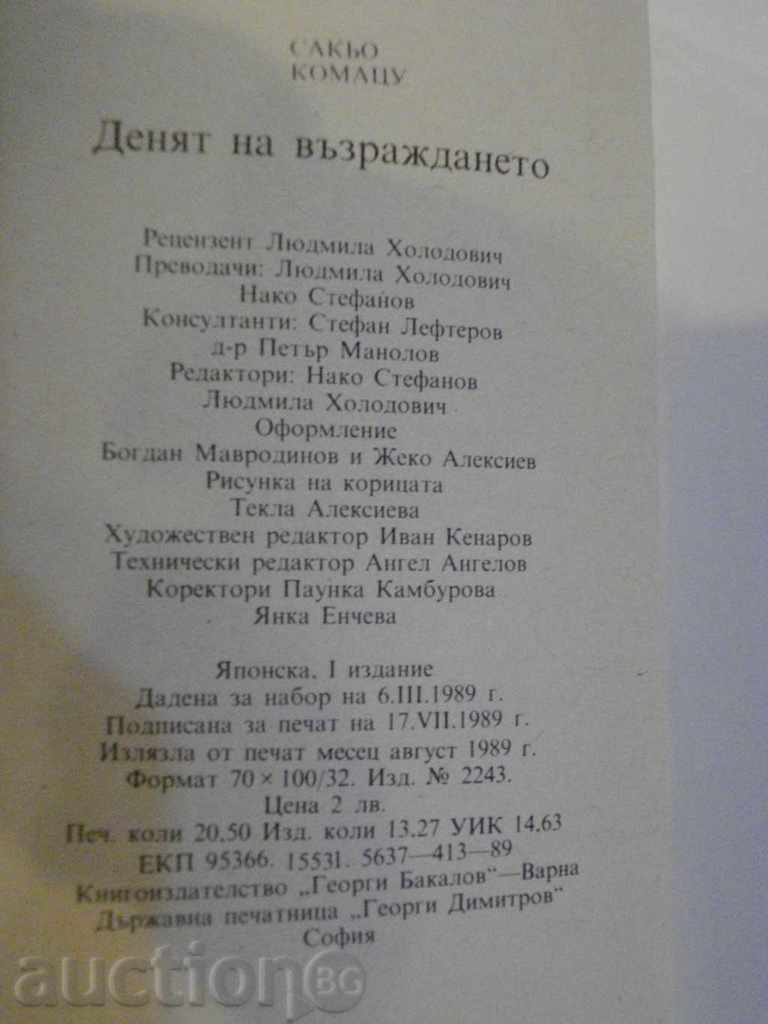 САКЬО
КОМАЦУ
Денят на възраждането
Рецензент Людмила Холодович
Преводачи: Людмила Холодович
Нако Стефанов
Консултанти: Стефан Лефтеров
д-р Петър Манолов
Редактори: Нако Стефанов
Людмила Холодович
Оформление
Богдан Мавродинов и Жеко Алексиев
Рисунка на корицата
Текла Алексиева
Художествен редактор Иван Кенаров
Технически редактор Ангел Ангелов
Коректори Паунка Камбурова
Янка Енчева
Японска, I издание
Дадена за набор на 6.III.1989 г.
Подписана за печат на 17.VII.1989 г.
Излязла от печат месец август 1989 г.
Формат 70×100/32. Изд. № 2243.
Цена 2 лв.
Печ. коли 20.50 Изд. коли 13.27 УИК 14.63
ЕКП 95366. 15531. 5637—413—89
Книгоиздателство „Георги Бакалов“—Варна
Държавна печатница „Георги Димитров“
София
auction BG